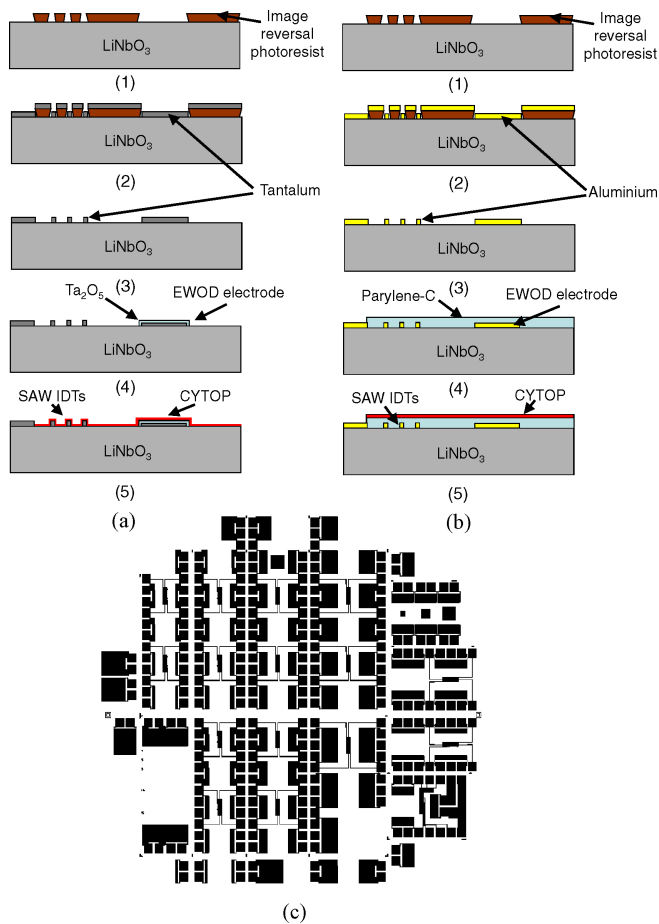 Image
reversal
photoresist
LiNbO3
(1)
LiNbO3
(2)
Tantalum
LiNbO3
(3)
Ta2O5
EWOD electrode
LiNbO3
(4)
SAW IDTs
CYTOP
LiNbO3
(5)
(a)
Image
reversal
photoresist
LiNbO3
(1)
LiNbO3
(2)
Aluminium
LiNbO3
(3)
Parylene-C
EWOD electrode
LiNbO3
(4)
SAW IDTs
CYTOP
LiNbO3
(5)
(b)
(c)